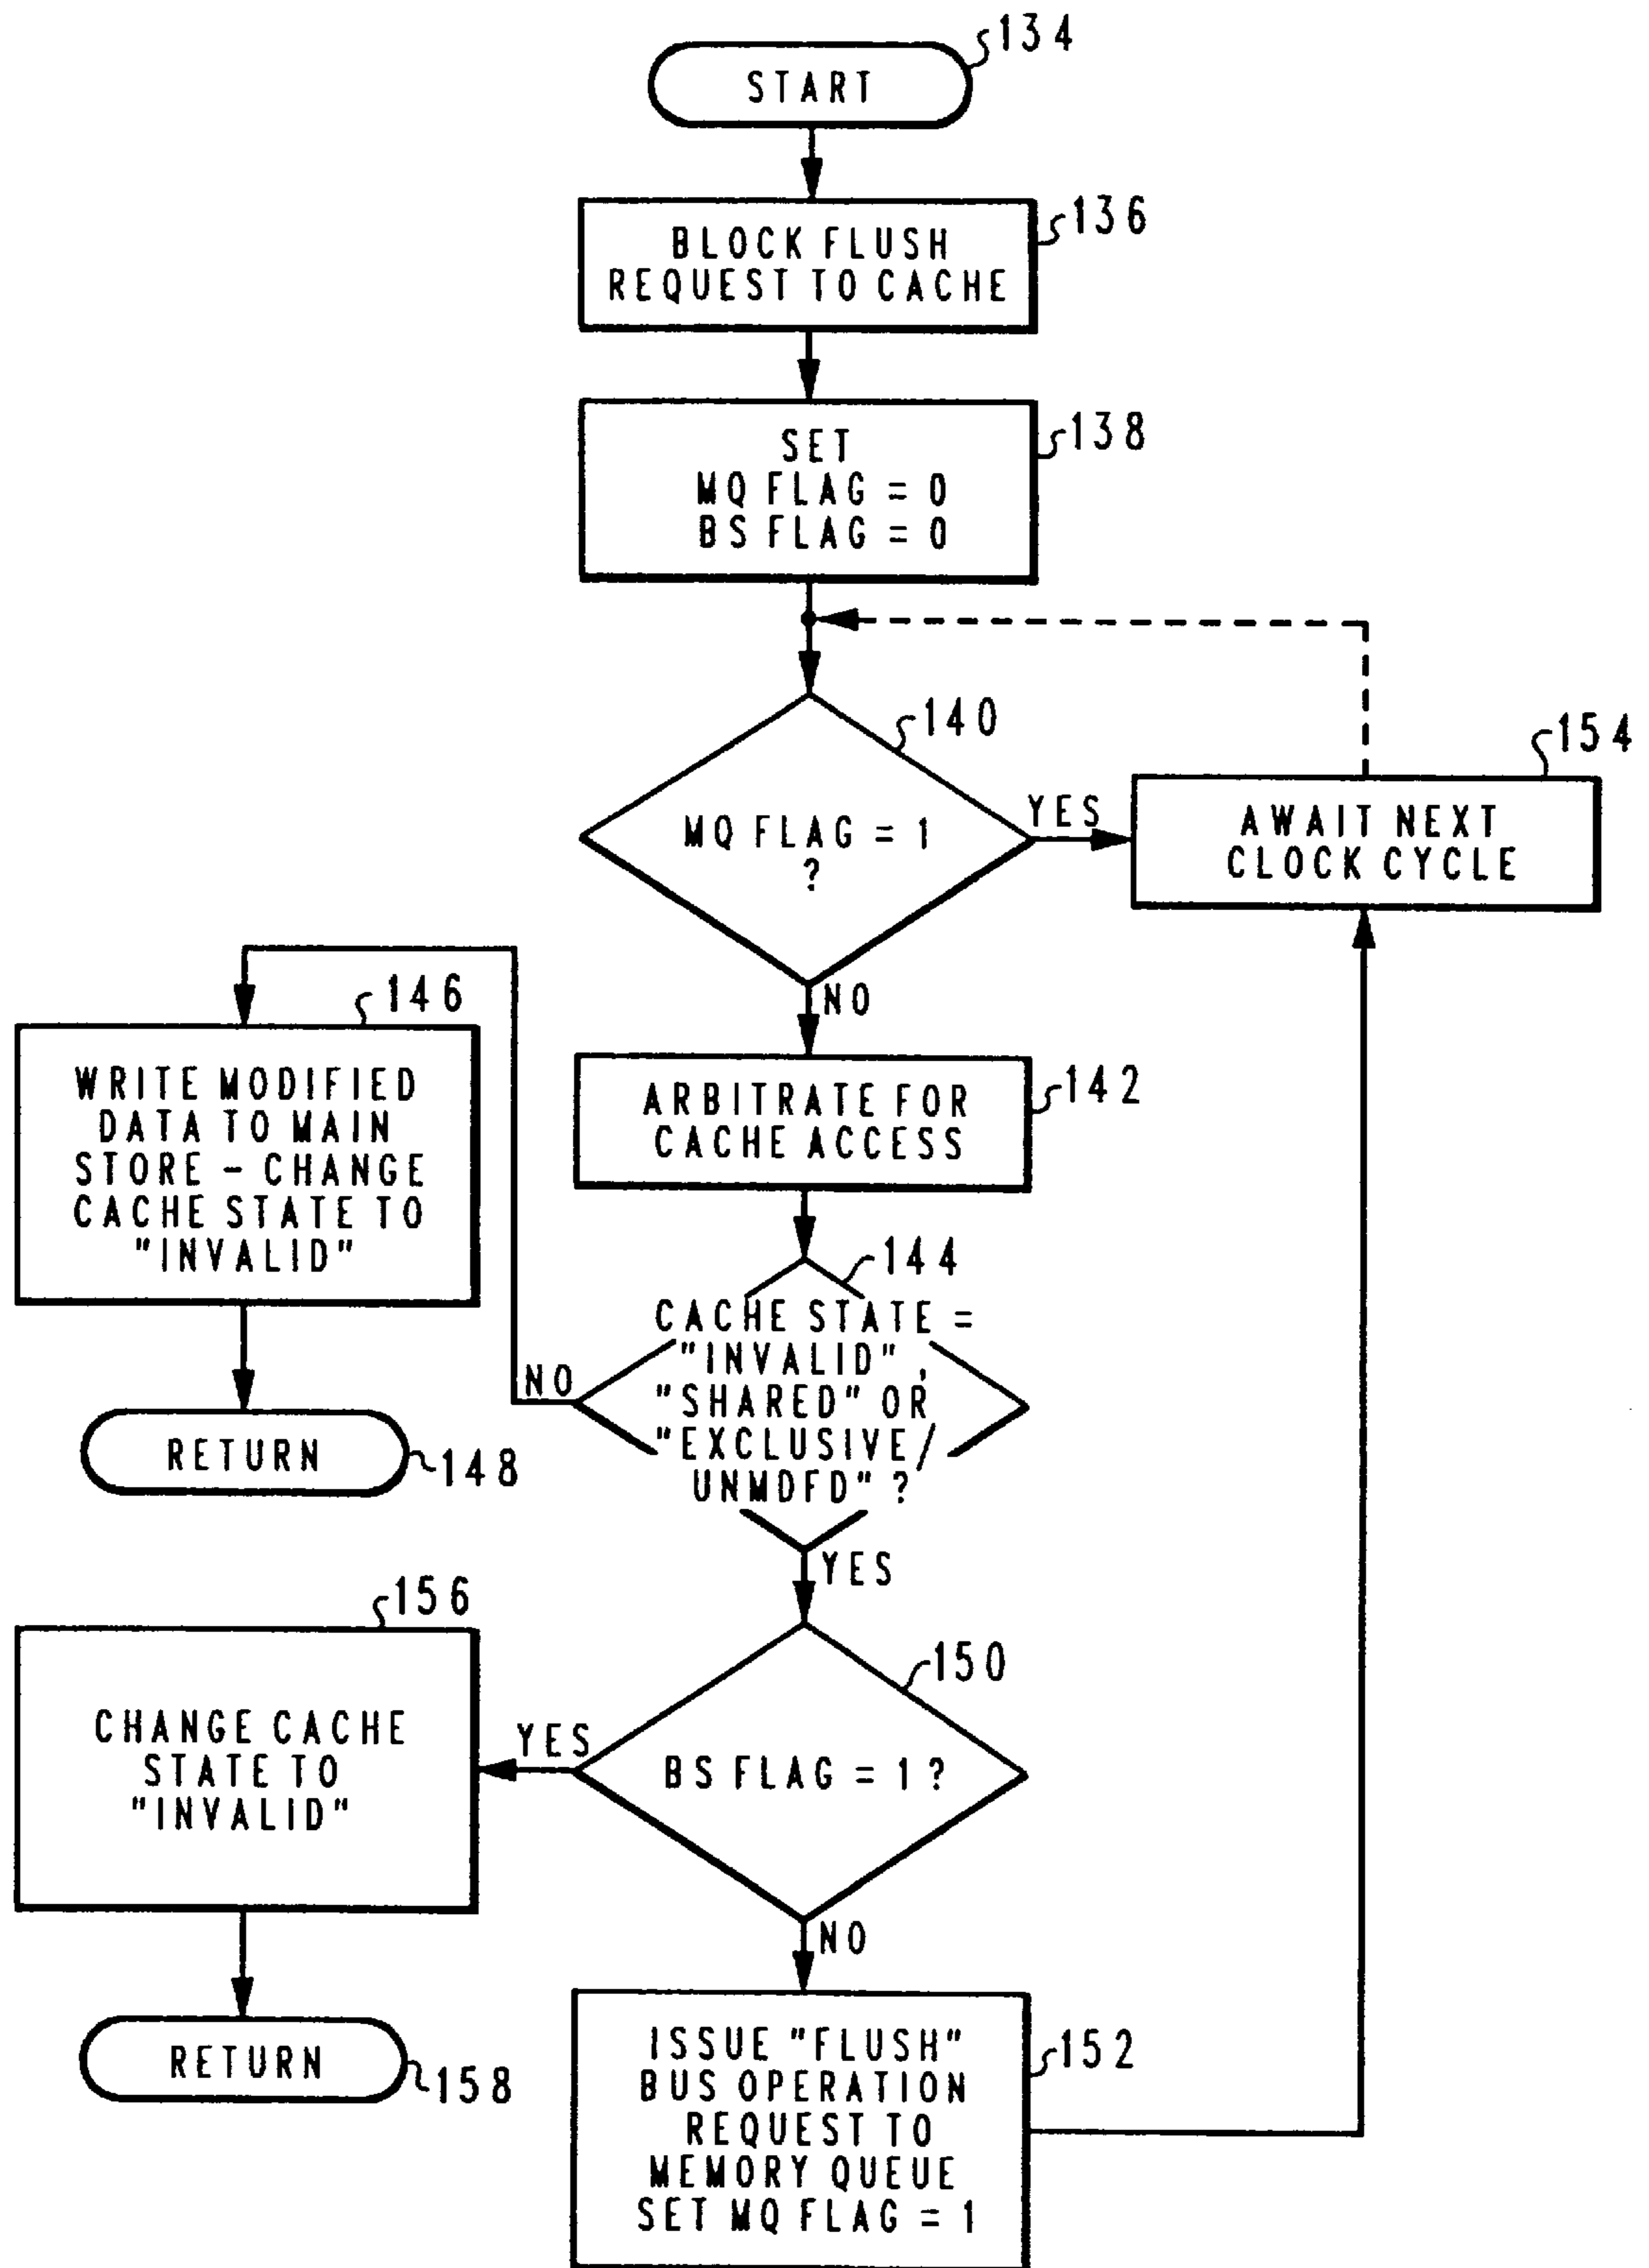 134
START
136
BLOCK FLUSH
REQUEST TO CACHE
138
SET
MQ FLAG = 0
BS FLAG = 0
140
MQ FLAG = 1
?
YES
154
AWAIT NEXT
CLOCK CYCLE
NO
146
WRITE MODIFIED
DATA TO MAIN
STORE - CHANGE
CACHE STATE TO
"INVALID"
142
ARBITRATE FOR
CACHE ACCESS
144
CACHE STATE =
"INVALID",
"SHARED" OR
"EXCLUSIVE/
UNMDFD" ?
NO
RETURN
148
YES
156
CHANGE CACHE
STATE TO
"INVALID"
150
BS FLAG = 1 ?
YES
NO
RETURN
158
152
ISSUE "FLUSH"
BUS OPERATION
REQUEST TO
MEMORY QUEUE
SET MQ FLAG = 1